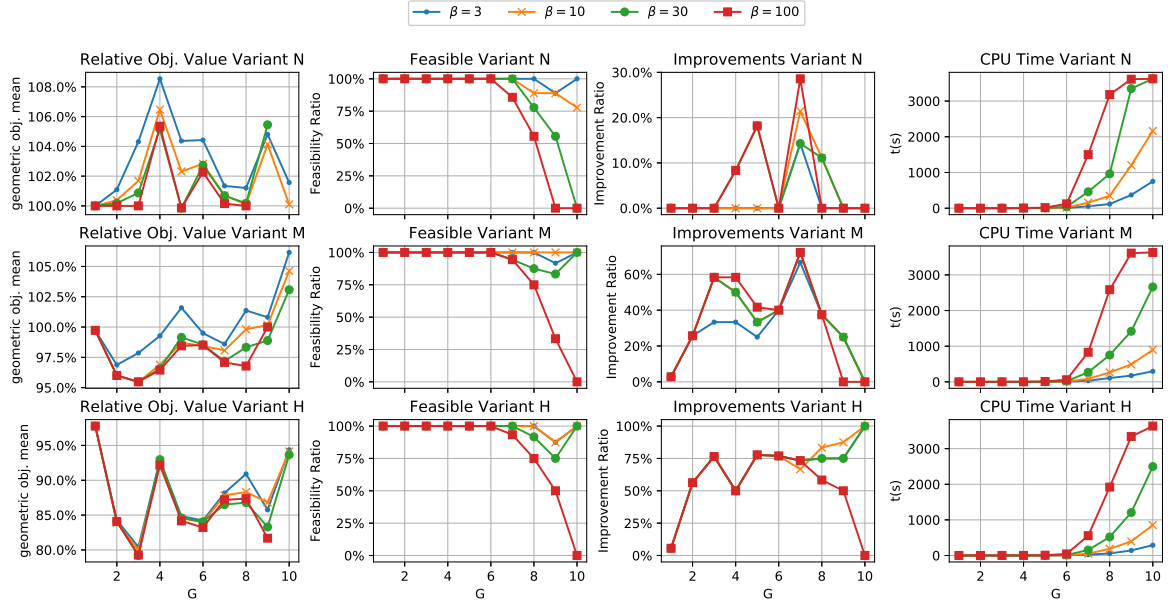 β = 3 β = 10 β = 30 β = 100
Relative Obj. Value Variant N Feasible Variant N Improvements Variant N CPU Time Variant N
geometric obj. mean
108.0%
106.0%
104.0%
102.0%
100.0%
Feasibility Ratio
100%
75%
50%
25%
0%
Improvement Ratio
30.0%
20.0%
10.0%
0.0%
t(s)
3000
2000
1000
0
Relative Obj. Value Variant M Feasible Variant M Improvements Variant M CPU Time Variant M
geometric obj. mean
105.0%
102.5%
100.0%
97.5%
95.0%
Feasibility Ratio
100%
75%
50%
25%
0%
Improvement Ratio
60%
40%
20%
0%
t(s)
3000
2000
1000
0
Relative Obj. Value Variant H Feasible Variant H Improvements Variant H CPU Time Variant H
geometric obj. mean
95.0%
90.0%
85.0%
80.0%
2 4 6 8 10
G
Feasibility Ratio
100%
75%
50%
25%
0%
2 4 6 8 10
G
Improvement Ratio
100%
75%
50%
25%
0%
2 4 6 8 10
G
t(s)
3000
2000
1000
0
2 4 6 8 10
G